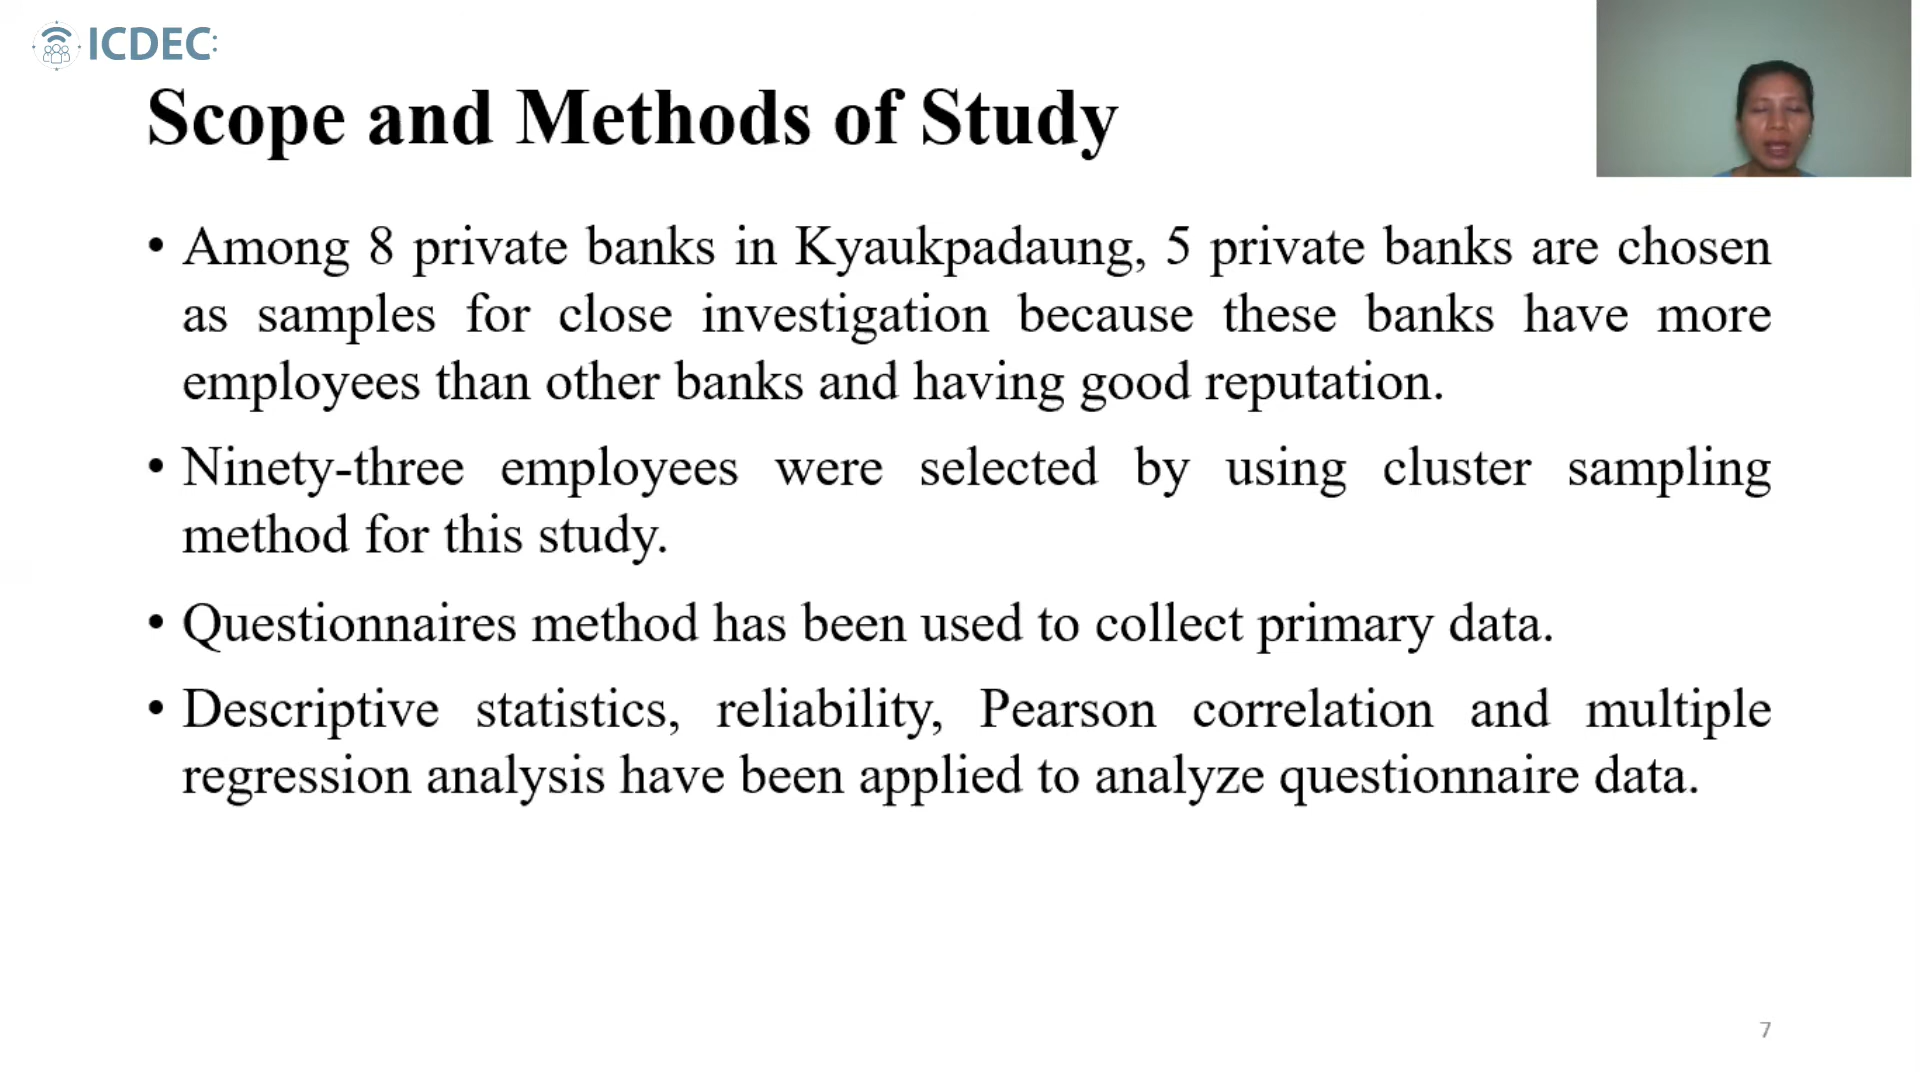 ICDEC:
Scope and Methods of Study
• Among 8 private banks in Kyaukpadaung, 5 private banks are chosen
as samples for close investigation because these banks have more
employees than other banks and having good reputation.
• Ninety-three employees were selected by using cluster sampling
method for this study.
• Questionnaires method has been used to collect primary data.
• Descriptive statistics, reliability, Pearson correlation and multiple
regression analysis have been applied to analyze questionnaire data.
7